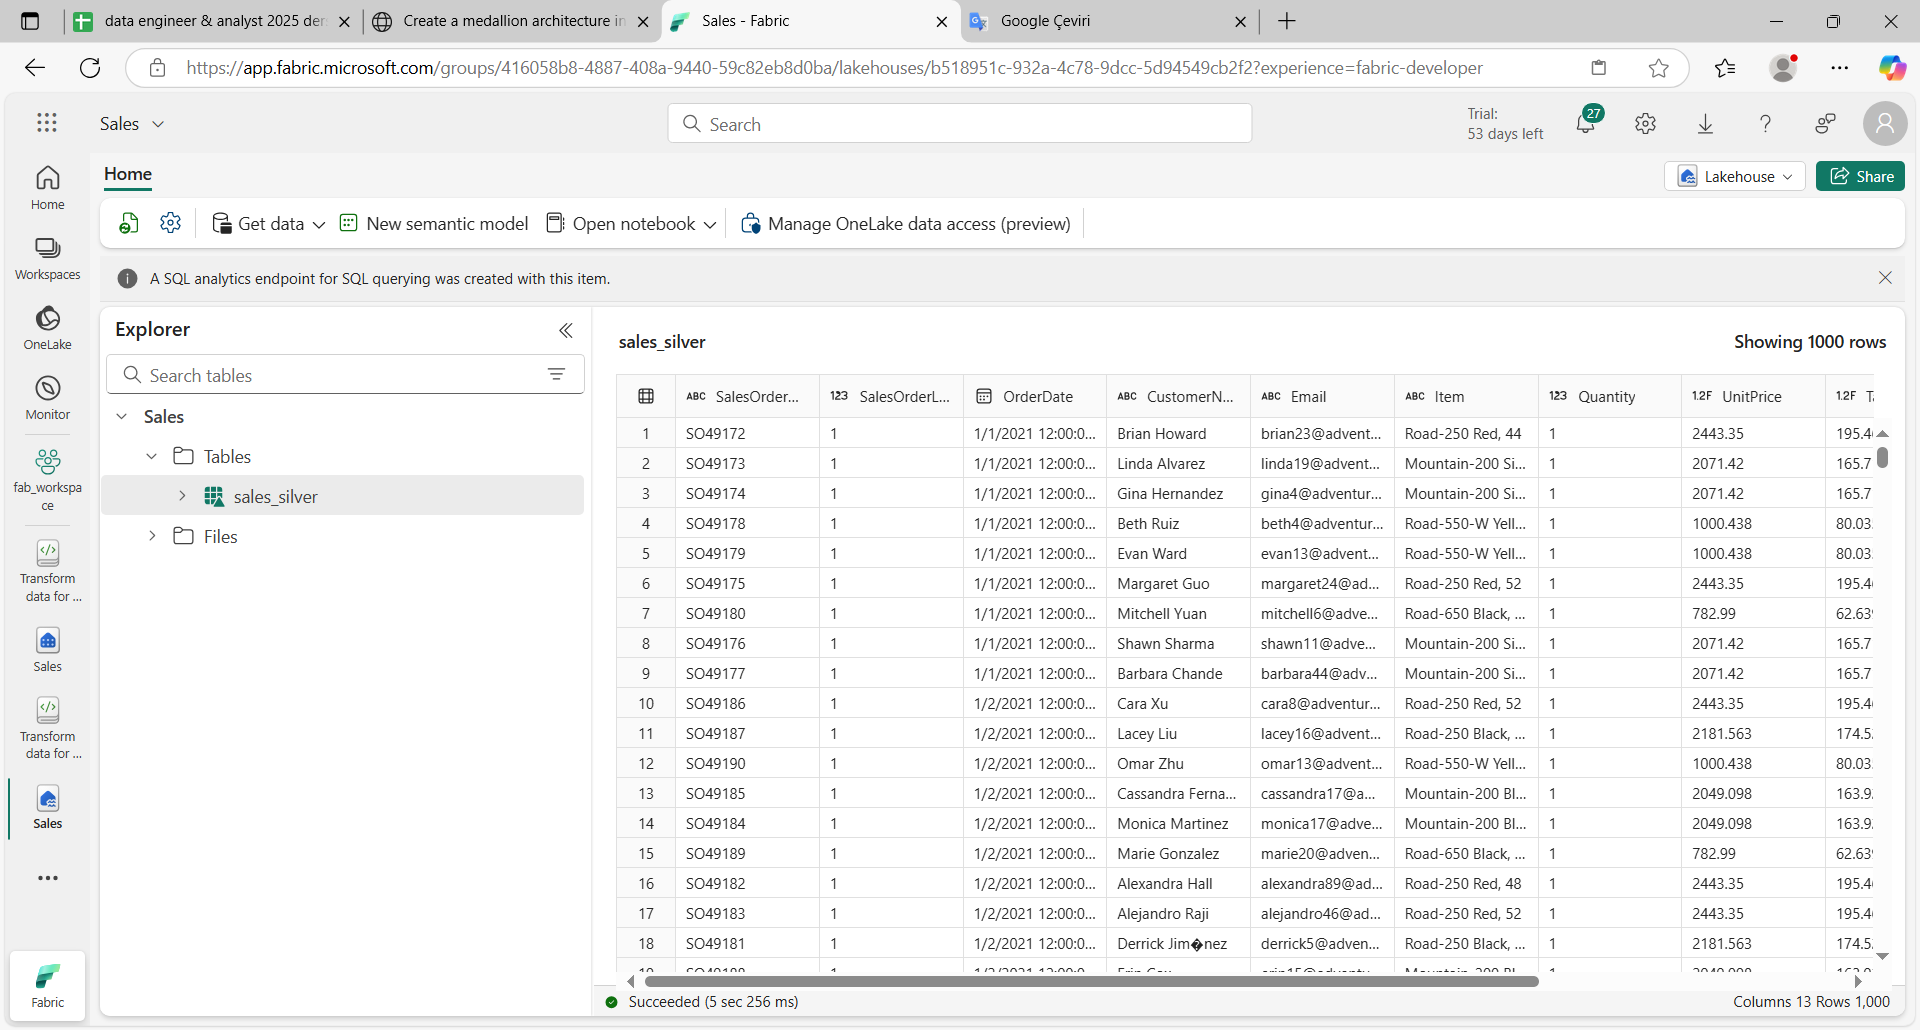 data engineer & analyst 2025 der
Create a medallion architecture in
Sales - Fabric
Google Çeviri
https://app.fabric.microsoft.com/groups/416058b8-4887-408a-9440-59c82eb8d0ba/lakehouses/b518951c-932a-4c78-9dcc-5d94549cb2f2?experience=fabric-developer
Sales
Search
Trial:
53 days left
27
Home
Lakehouse
Share
Get data
New semantic model
Open notebook
Manage OneLake data access (preview)
A SQL analytics endpoint for SQL querying was created with this item.
Home
Workspaces
OneLake
Monitor
fab_workspa
ce
Transform
data for ...
Sales
Transform
data for ...
Sales
Fabric
Explorer
Search tables
Sales
Tables
sales_silver
Files
sales_silver
Showing 1000 rows
ABC SalesOrder... 123 SalesOrderL... OrderDate ABC CustomerN... ABC Email ABC Item 123 Quantity 1.2F UnitPrice 1.2F
1 SO49172 1 1/1/2021 12:00:0... Brian Howard brian23@advent... Road-250 Red, 44 1 2443.35 195.4
2 SO49173 1 1/1/2021 12:00:0... Linda Alvarez linda19@advent... Mountain-200 Si... 1 2071.42 165.7
3 SO49174 1 1/1/2021 12:00:0... Gina Hernandez gina4@adventur... Mountain-200 Si... 1 2071.42 165.7
4 SO49178 1 1/1/2021 12:00:0... Beth Ruiz beth4@adventur... Road-550-W Yell... 1 1000.438 80.03
5 SO49179 1 1/1/2021 12:00:0... Evan Ward evan13@advent... Road-550-W Yell... 1 1000.438 80.03
6 SO49175 1 1/1/2021 12:00:0... Margaret Guo margaret24@ad... Road-250 Red, 52 1 2443.35 195.4
7 SO49180 1 1/1/2021 12:00:0... Mitchell Yuan mitchell6@adve... Road-650 Black, ... 1 782.99 62.639
8 SO49176 1 1/1/2021 12:00:0... Shawn Sharma shawn11@adve... Mountain-200 Si... 1 2071.42 165.7
9 SO49177 1 1/1/2021 12:00:0... Barbara Chande barbara44@adv... Mountain-200 Si... 1 2071.42 165.7
10 SO49186 1 1/2/2021 12:00:0... Cara Xu cara8@adventur... Road-250 Red, 52 1 2443.35 195.4
11 SO49187 1 1/2/2021 12:00:0... Lacey Liu lacey16@advent... Road-250 Black, ... 1 2181.563 174.5
12 SO49190 1 1/2/2021 12:00:0... Omar Zhu omar13@advent... Road-550-W Yell... 1 1000.438 80.03
13 SO49185 1 1/2/2021 12:00:0... Cassandra Ferna... cassandra17@a... Mountain-200 Bl... 1 2049.098 163.9
14 SO49184 1 1/2/2021 12:00:0... Monica Martinez monica17@adve... Mountain-200 Bl... 1 2049.098 163.9
15 SO49189 1 1/2/2021 12:00:0... Marie Gonzalez marie20@adven... Road-650 Black, ... 1 782.99 62.639
16 SO49182 1 1/2/2021 12:00:0... Alexandra Hall alexandra89@ad... Road-250 Red, 48 1 2443.35 195.4
17 SO49183 1 1/2/2021 12:00:0... Alejandro Raji alejandro46@ad... Road-250 Red, 52 1 2443.35 195.4
18 SO49181 1 1/2/2021 12:00:0... Derrick Jim�nez derrick5@adven... Road-250 Black, ... 1 2181.563 174.5
Succeeded (5 sec 256 ms)
Columns 13 Rows 1,000